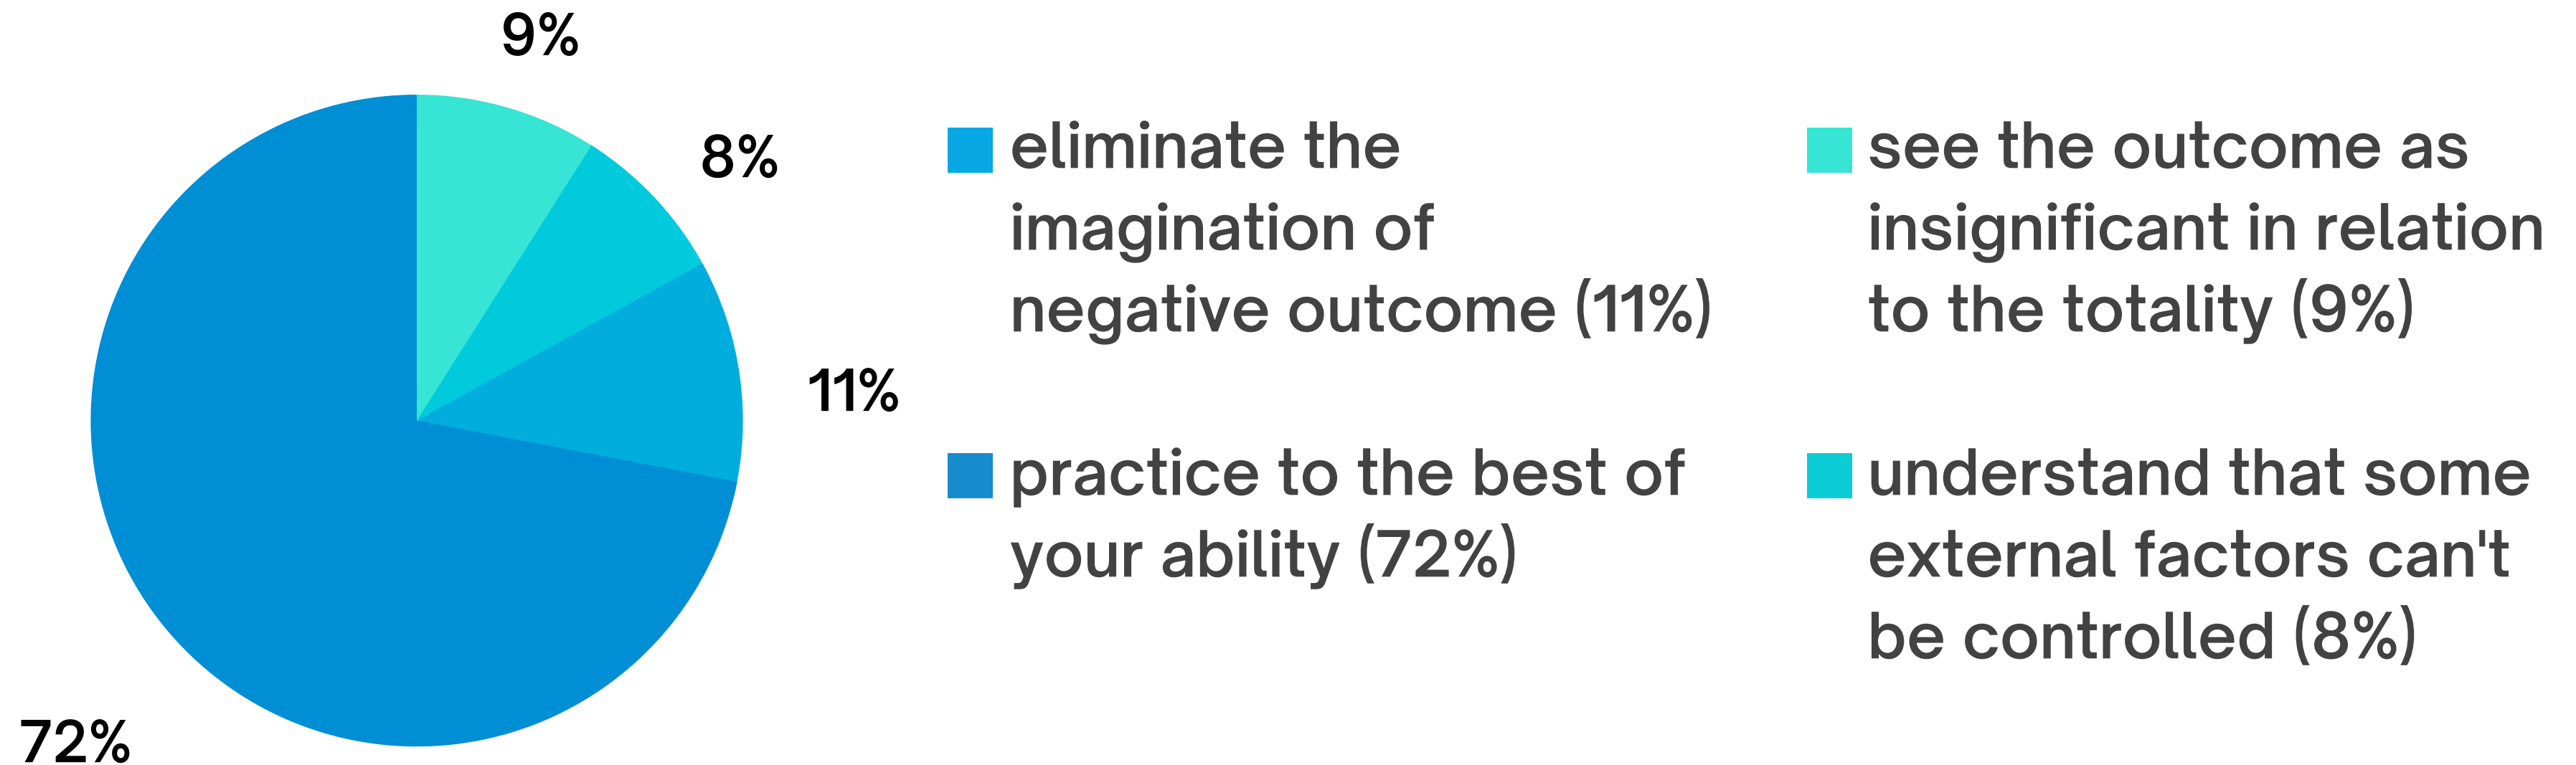 9%
8%
11%
72%
eliminate the
imagination of
negative outcome (11%)
practice to the best of
your ability (72%)
see the outcome as
insignificant in relation
to the totality (9%)
understand that some
external factors can't
be controlled (8%)